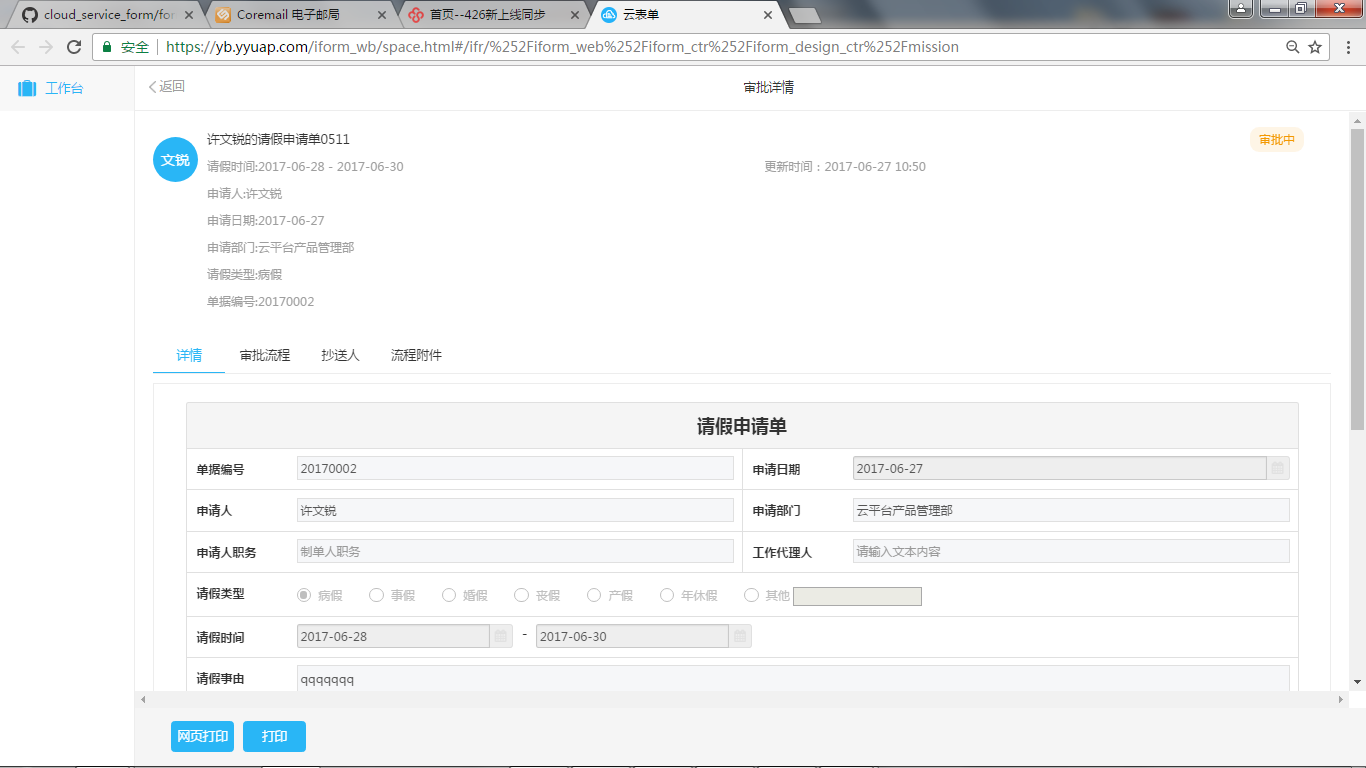 cloud_service_form/for
Coremail 电子邮局
首页--426新上线同步
云表单
安全
https://yb.yyuap.com/iform_wb/space.html#/ifr/%252Fiform_web%252Fiform_ctr%252Fiform_design_ctr%252Fmission
工作台
返回
审批详情
文锐
许文锐的请假申请单0511
审批中
请假时间:2017-06-28 - 2017-06-30
更新时间：2017-06-27 10:50
申请人:许文锐
申请日期:2017-06-27
申请部门:云平台产品管理部
请假类型:病假
单据编号:20170002
详情 审批流程 抄送人 流程附件
请假申请单
单据编号 20170002 申请日期 2017-06-27
申请人 许文锐 申请部门 云平台产品管理部
申请人职务 制单人职务 工作代理人 请输入文本内容
请假类型 病假 事假 婚假 丧假 产假 年休假 其他
请假时间 2017-06-28 - 2017-06-30
请假事由 qqqqqqq
网页打印 打印